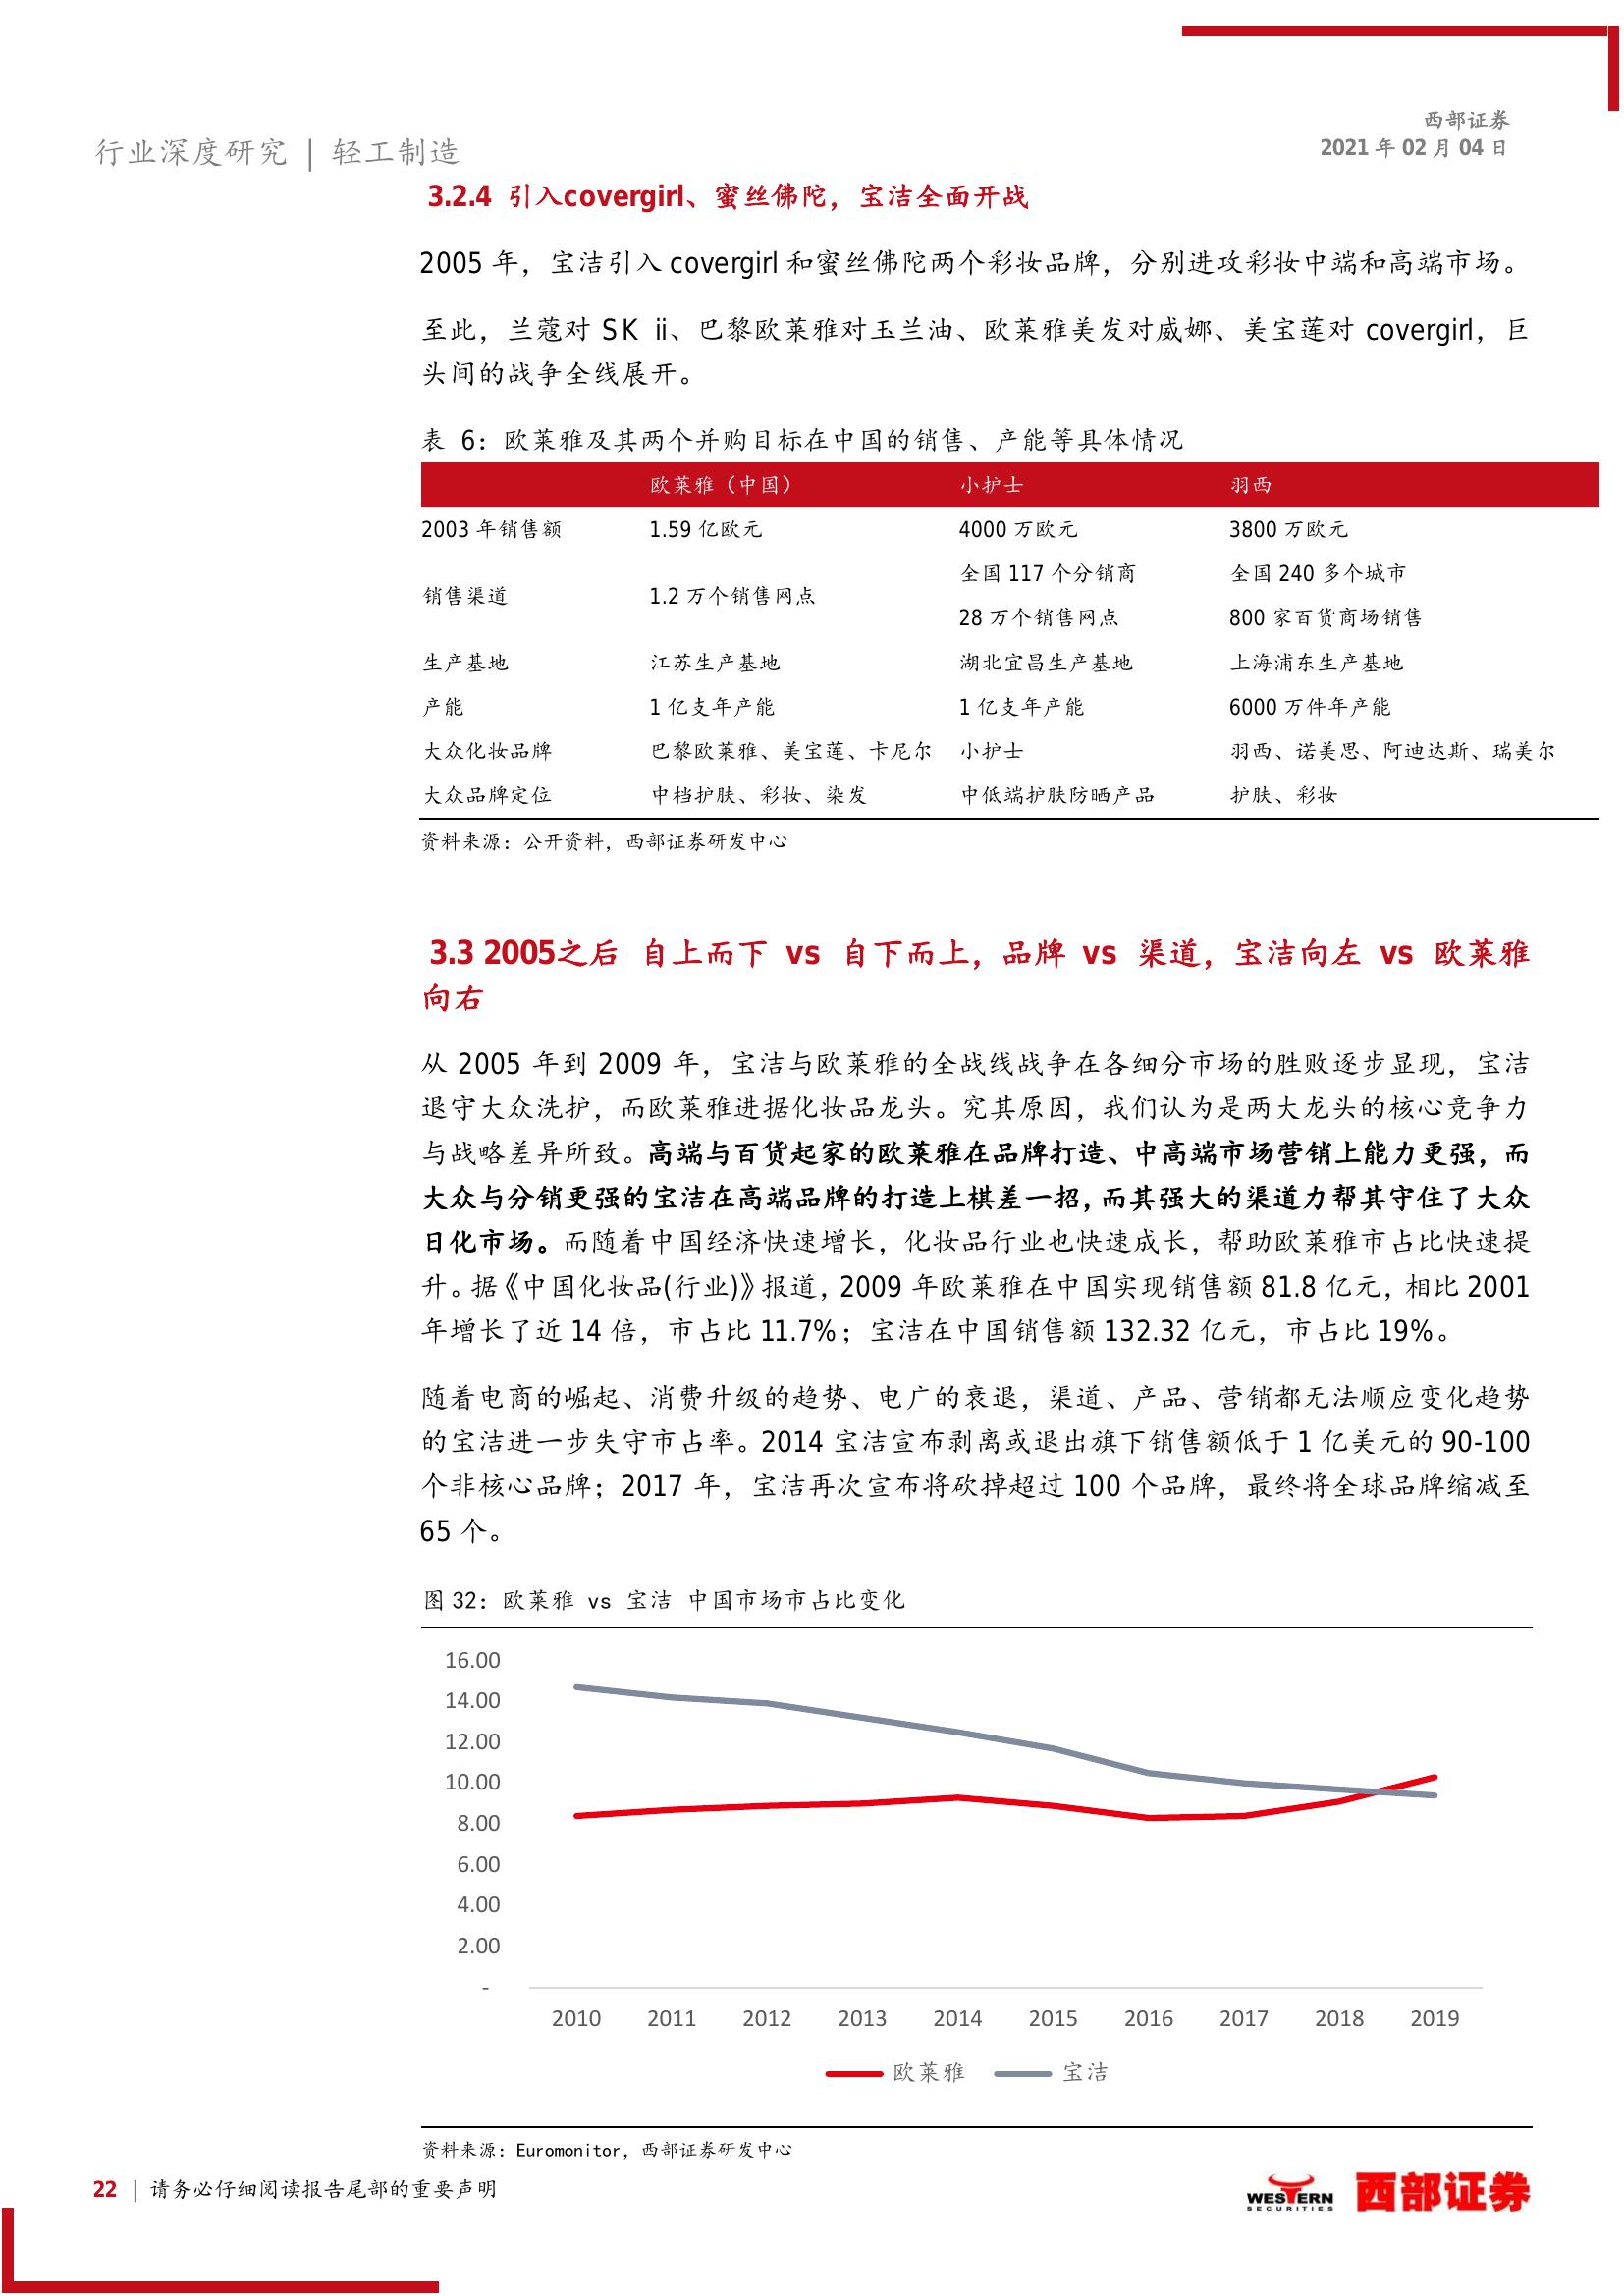 西部证券
2021 年 02 月 04 日
行业深度研究 | 轻工制造
3.2.4 引入covergirl、蜜丝佛陀，宝洁全面开战
2005 年，宝洁引入 covergirl 和蜜丝佛陀两个彩妆品牌，分别进攻彩妆中端和高端市场。
至此，兰蔻对 SK ii、巴黎欧莱雅对玉兰油、欧莱雅美发对威娜、美宝莲对 covergirl，巨
头间的战争全线展开。
表 6：欧莱雅及其两个并购目标在中国的销售、产能等具体情况
欧莱雅（中国） 小护士 羽西
2003 年销售额 1.59 亿欧元 4000 万欧元 3800 万欧元
销售渠道 1.2 万个销售网点 全国 117 个分销商 全国 240 多个城市
28 万个销售网点 800 家百货商场销售
生产基地 江苏生产基地 湖北宜昌生产基地 上海浦东生产基地
产能 1 亿支年产能 1 亿支年产能 6000 万件年产能
大众化妆品牌 巴黎欧莱雅、美宝莲、卡尼尔 小护士 羽西、诺美思、阿迪达斯、瑞美尔
大众品牌定位 中档护肤、彩妆、染发 中低端护肤防晒产品 护肤、彩妆
资料来源：公开资料，西部证券研发中心
3.3 2005之后 自上而下 vs 自下而上，品牌 vs 渠道，宝洁向左 vs 欧莱雅
向右
从 2005 年到 2009 年，宝洁与欧莱雅的全战线战争在各细分市场的胜败逐步显现，宝洁
退守大众洗护，而欧莱雅进据化妆品龙头。究其原因，我们认为是两大龙头的核心竞争力
与战略差异所致。高端与百货起家的欧莱雅在品牌打造、中高端市场营销上能力更强，而
大众与分销更强的宝洁在高端品牌的打造上棋差一招，而其强大的渠道力帮其守住了大众
日化市场。而随着中国经济快速增长，化妆品行业也快速成长，帮助欧莱雅市占比快速提
升。据《中国化妆品(行业)》报道，2009 年欧莱雅在中国实现销售额 81.8 亿元，相比 2001
年增长了近 14 倍，市占比 11.7%；宝洁在中国销售额 132.32 亿元，市占比 19%。
随着电商的崛起、消费升级的趋势、电广的衰退，渠道、产品、营销都无法顺应变化趋势
的宝洁进一步失守市占率。2014 宝洁宣布剥离或退出旗下销售额低于 1 亿美元的 90-100
个非核心品牌；2017 年，宝洁再次宣布将砍掉超过 100 个品牌，最终将全球品牌缩减至
65 个。
图 32：欧莱雅 vs 宝洁 中国市场市占比变化
16.00
14.00
12.00
10.00
8.00
6.00
4.00
2.00
-
2010 2011 2012 2013 2014 2015 2016 2017 2018 2019
欧莱雅 宝洁
资料来源：Euromonitor，西部证券研发中心
22 | 请务必仔细阅读报告尾部的重要声明
WESTERN
SECURITIES
西部证券